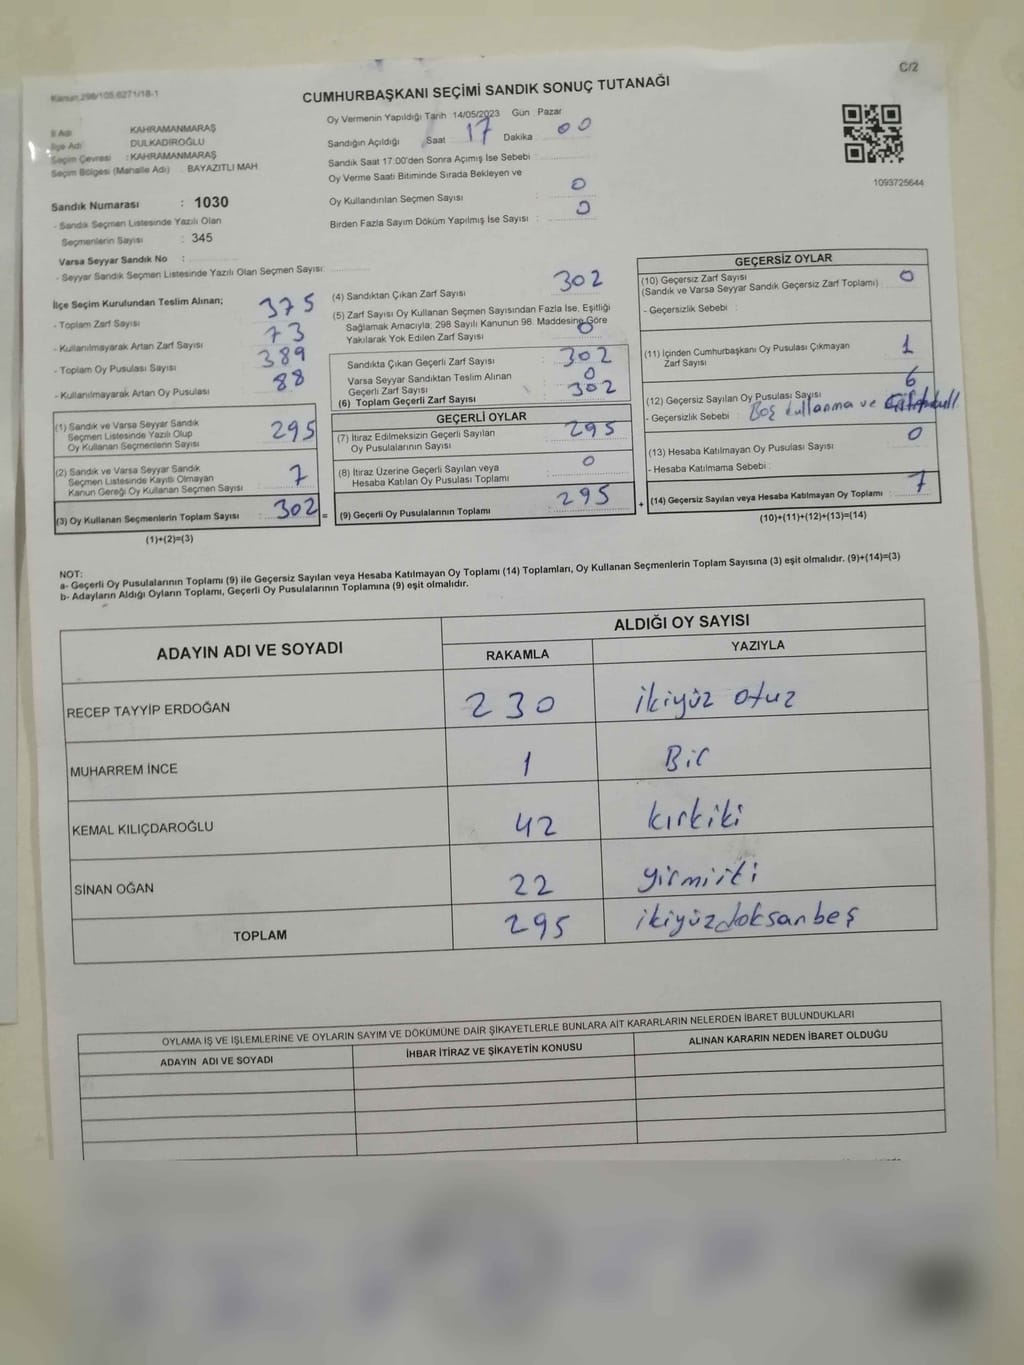 Kanun 298/105.6271/18-1
C/2
CUMHURBAŞKANI SEÇİMİ SANDIK SONUÇ TUTANAĞI
İl Adı KAHRAMANMARAŞ
İlçe Adı DULKADİROĞLU
Seçim Çevresi : KAHRAMANMARAŞ
Seçim Bölgesi (Mahalle Adı) BAYAZITLI MAH
Oy Vermenin Yapıldığı Tarih 14/05/2023 Gün Pazar
Sandığın Açıldığı Saat 17 Dakika 00
Sandık Saat 17.00'den Sonra Açımış İse Sebebi
Oy Verme Saati Bitiminde Sırada Bekleyen ve
Oy Kullandırılan Seçmen Sayısı 0
Birden Fazla Sayım Döküm Yapılmış İse Sayısı : 0
1093725644
Sandık Numarası : 1030
- Sandık Seçmen Listesinde Yazılı Olan
Seçmenlerin Sayısı : 345
Varsa Seyyar Sandık No :
- Seyyar Sandık Seçmen Listesinde Yazılı Olan Seçmen Sayısı:
İlçe Seçim Kurulundan Teslim Alınan;
- Toplam Zarf Sayısı 375
- Kullanılmayarak Artan Zarf Sayısı 73
- Toplam Oy Pusulası Sayısı 389
- Kullanılmayarak Artan Oy Pusulası 88
(1) Sandık ve Varsa Seyyar Sandık
Seçmen Listesinde Yazılı Olup
Oy Kullanan Seçmenlerin Sayısı 295
(2) Sandık ve Varsa Seyyar Sandık
Seçmen Listesinde Kayıtlı Olmayan
Kanun Gereği Oy Kullanan Seçmen Sayısı 7
(3) Oy Kullanan Seçmenlerin Toplam Sayısı : 302 =
(1)+(2)=(3)
(4) Sandıktan Çıkan Zarf Sayısı 302
(5) Zarf Sayısı Oy Kullanan Seçmen Sayısından Fazla İse, Eşitliği
Sağlamak Amacıyla, 298 Sayılı Kanunun 98. Maddesine Göre
Yakılarak Yok Edilen Zarf Sayısı 0
Sandıkta Çıkan Geçerli Zarf Sayısı : 302
Varsa Seyyar Sandıktan Teslim Alınan
Geçerli Zarf Sayısı 0
(6) Toplam Geçerli Zarf Sayısı : 302
GEÇERLİ OYLAR
(7) İtiraz Edilmeksizin Geçerli Sayılan
Oy Pusulalarının Sayısı 295
(8) İtiraz Üzerine Geçerli Sayılan veya
Hesaba Katılan Oy Pusulası Toplamı 0
(9) Geçerli Oy Pusulalarının Toplamı : 295 +
GEÇERSİZ OYLAR
(10) Geçersiz Zarf Sayısı
(Sandık ve Varsa Seyyar Sandık Geçersiz Zarf Toplamı) 0
- Geçersizlik Sebebi :
(11) İçinden Cumhurbaşkanı Oy Pusulası Çıkmayan
Zarf Sayısı 1
(12) Geçersiz Sayılan Oy Pusulası Sayısı 6
- Geçersizlik Sebebi : Boş kullanma ve
(13) Hesaba Katılmayan Oy Pusulası Sayısı 0
- Hesaba Katılmama Sebebi :
(14) Geçersiz Sayılan veya Hesaba Katılmayan Oy Toplamı : 7
(10)+(11)+(12)+(13)=(14)
NOT:
a- Geçerli Oy Pusulalarının Toplamı (9) ile Geçersiz Sayılan veya Hesaba Katılmayan Oy Toplamı (14) Toplamları, Oy Kullanan Seçmenlerin Toplam Sayısına (3) eşit olmalıdır. (9)+(14)=(3)
b- Adayların Aldığı Oyların Toplamı, Geçerli Oy Pusulalarının Toplamına (9) eşit olmalıdır.
ADAYIN ADI VE SOYADI
ALDIĞI OY SAYISI
RAKAMLA YAZIYLA
RECEP TAYYİP ERDOĞAN 230 ikiyüz otuz
MUHARREM İNCE 1 Bir
KEMAL KILIÇDAROĞLU 42 kırkiki
SİNAN OĞAN 22 yirmiiki
TOPLAM 295 ikiyüzdoksanbeş
OYLAMA İŞ VE İŞLEMLERİNE VE OYLARIN SAYIM VE DÖKÜMÜNE DAİR ŞİKAYETLERLE BUNLARA AİT KARARLARIN NELERDEN İBARET BULUNDUKLARI
ADAYIN ADI VE SOYADI İHBAR İTİRAZ VE ŞİKAYETİN KONUSU ALINAN KARARIN NEDEN İBARET OLDUĞU